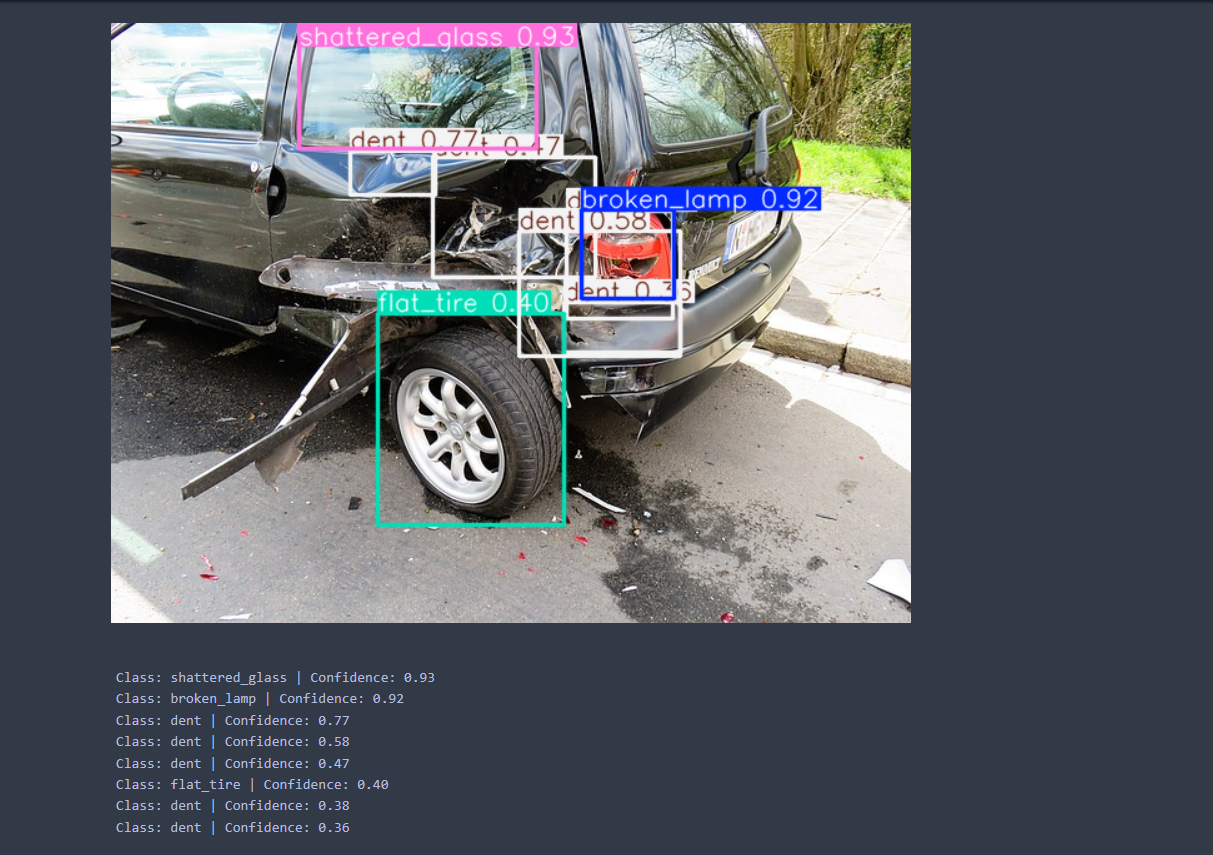 shattered_glass 0.93
dent 0.77
0.47
broken_lamp 0.92
dent 0.58
dent 0.36
flat_tire 0.40
RENAULT
Class: shattered_glass | Confidence: 0.93
Class: broken_lamp | Confidence: 0.92
Class: dent | Confidence: 0.77
Class: dent | Confidence: 0.58
Class: dent | Confidence: 0.47
Class: flat_tire | Confidence: 0.40
Class: dent | Confidence: 0.38
Class: dent | Confidence: 0.36